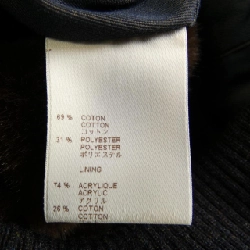 69 % COTON
COTTON
コットン
31 % POLYESTER
POLYESTER
ポリエステル
LINING
74 % ACRYLIQUE
ACRYLIC
アクリル
26 % COTON
COTTON